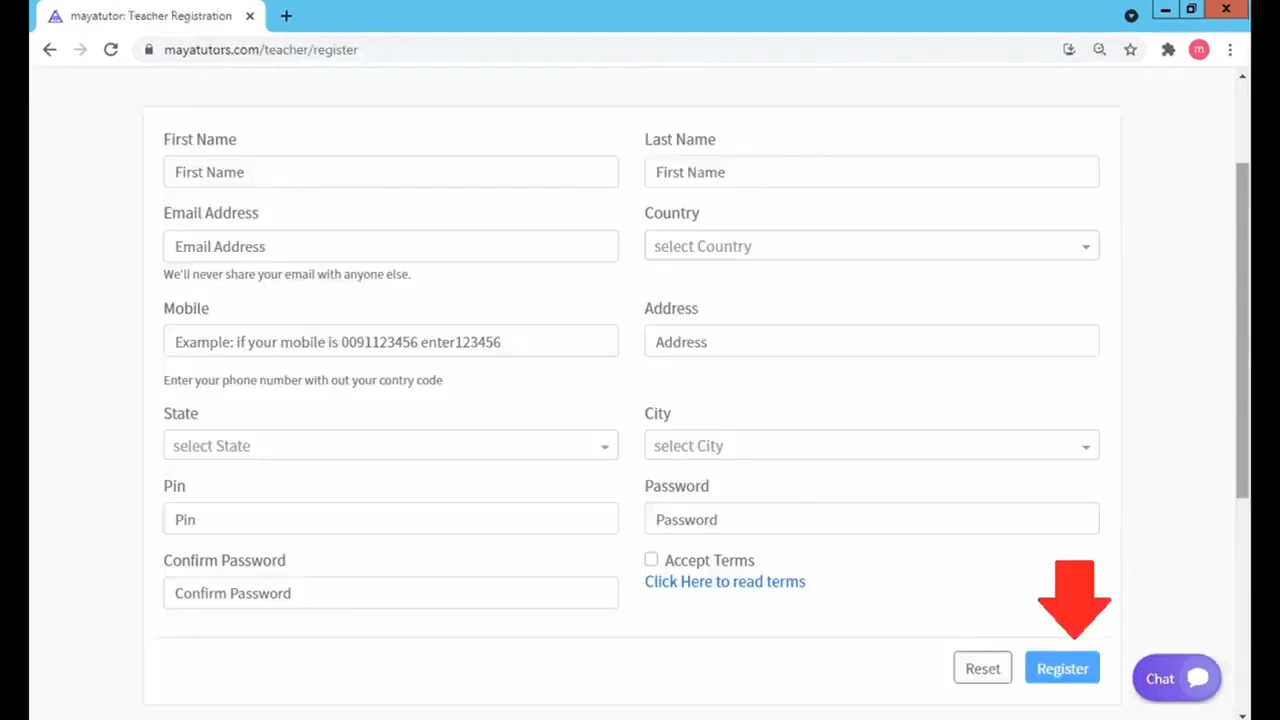 mayatutor: Teacher Registration
mayatutors.com/teacher/register
m
First Name
Last Name
First Name
First Name
Email Address
Country
Email Address
select Country
We'll never share your email with anyone else.
Mobile
Address
Example: if your mobile is 0091123456 enter123456
Address
Enter your phone number with out your contry code
State
City
select State
select City
Pin
Password
Pin
Password
Confirm Password
Accept Terms
Click Here to read terms
Confirm Password
Reset
Register
Chat